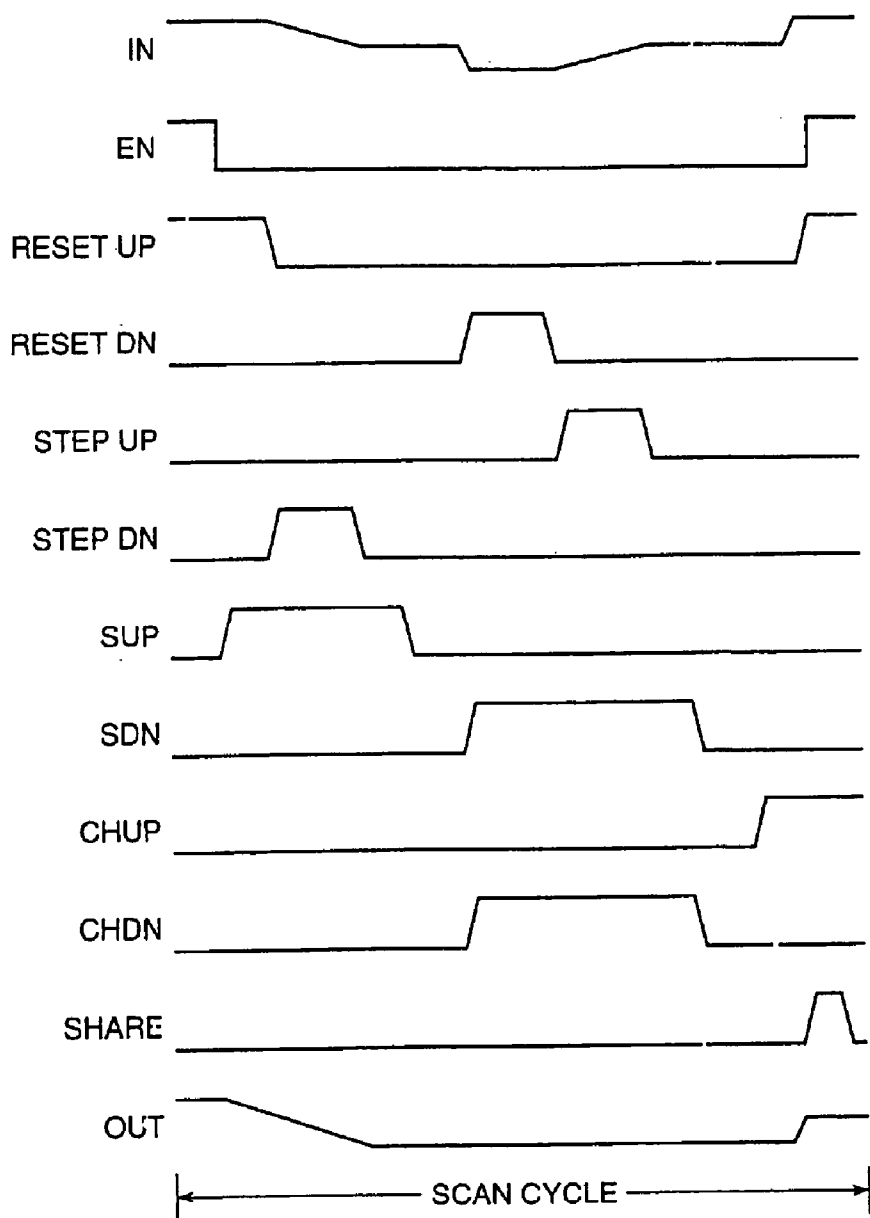 IN
EN
RESET UP
RESET DN
STEP UP
STEP DN
SUP
SDN
CHUP
CHDN
SHARE
OUT
SCAN CYCLE